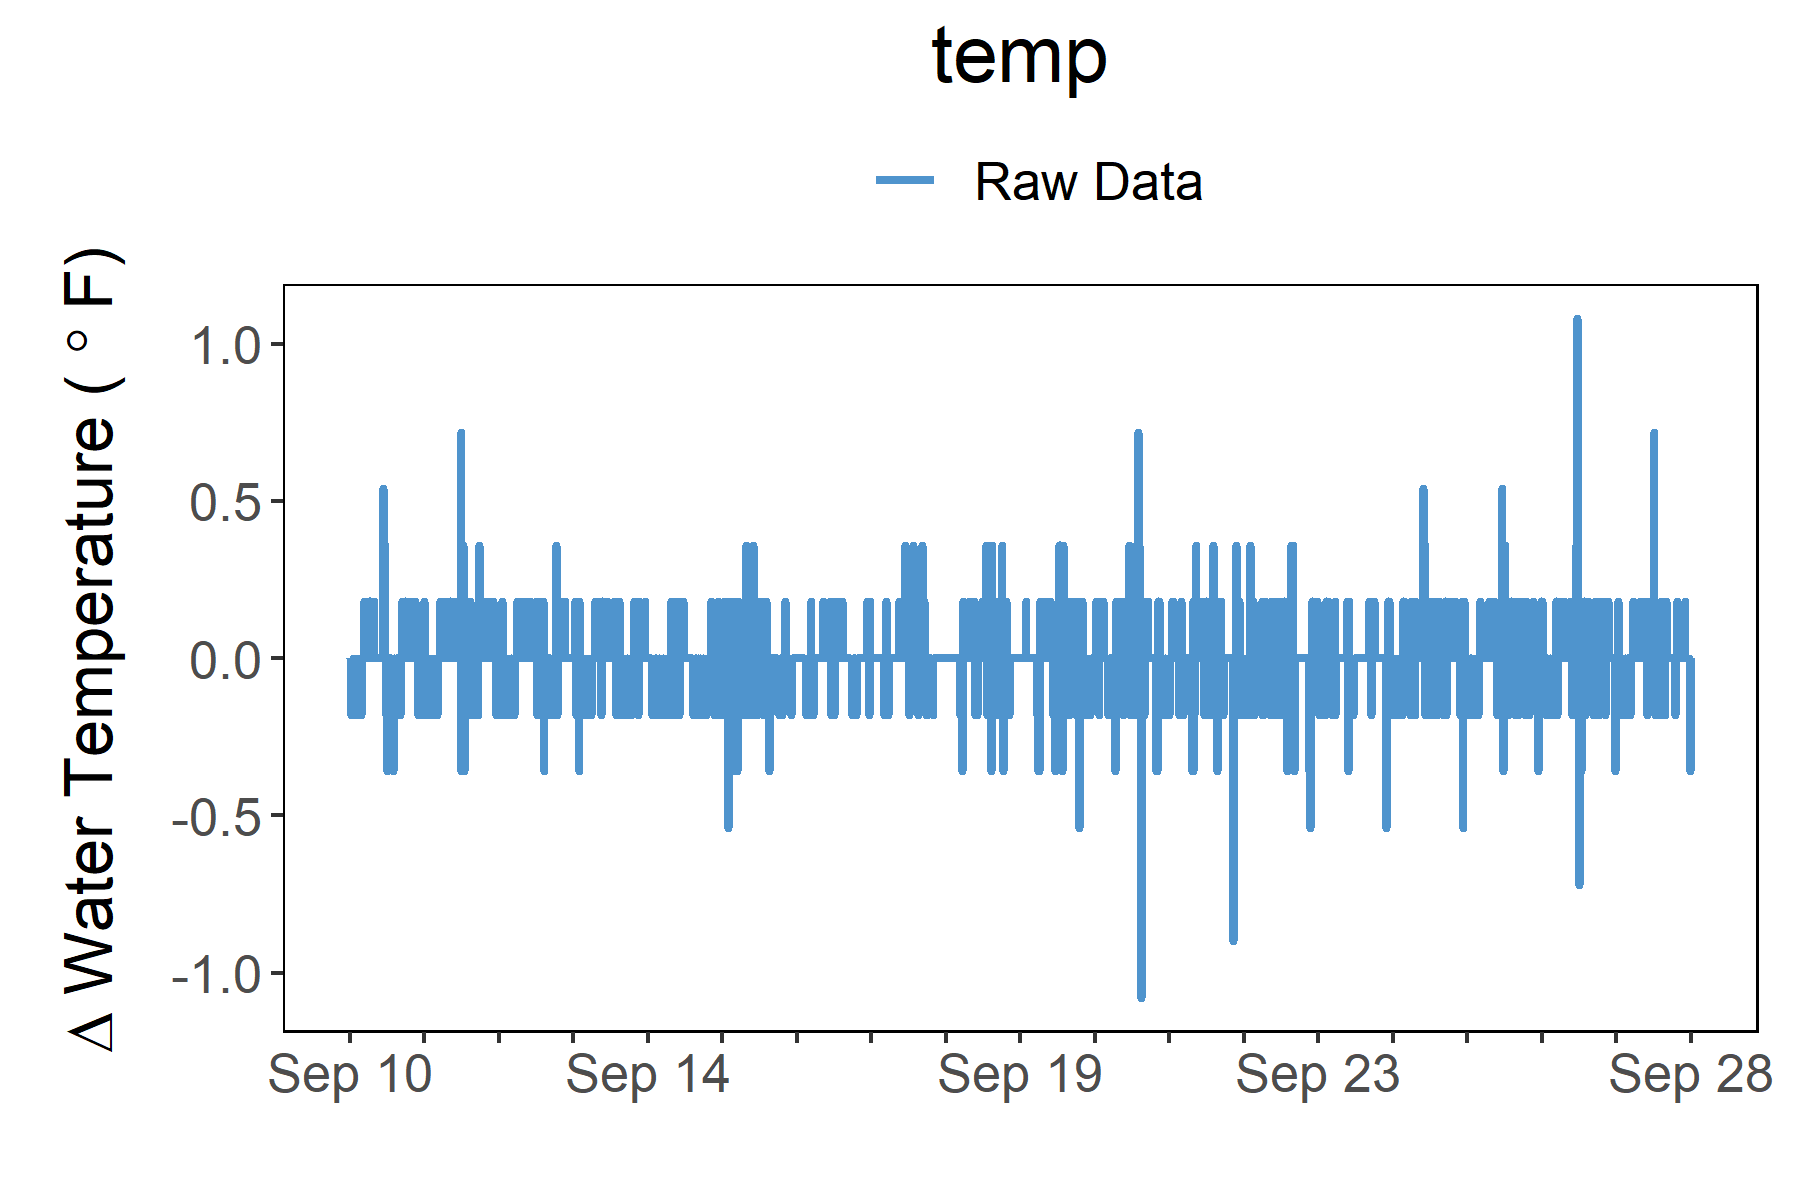 temp
Raw Data
Δ Water Temperature ( ° F)
1.0
0.5
0.0
-0.5
-1.0
Sep 10 Sep 14 Sep 19 Sep 23 Sep 28